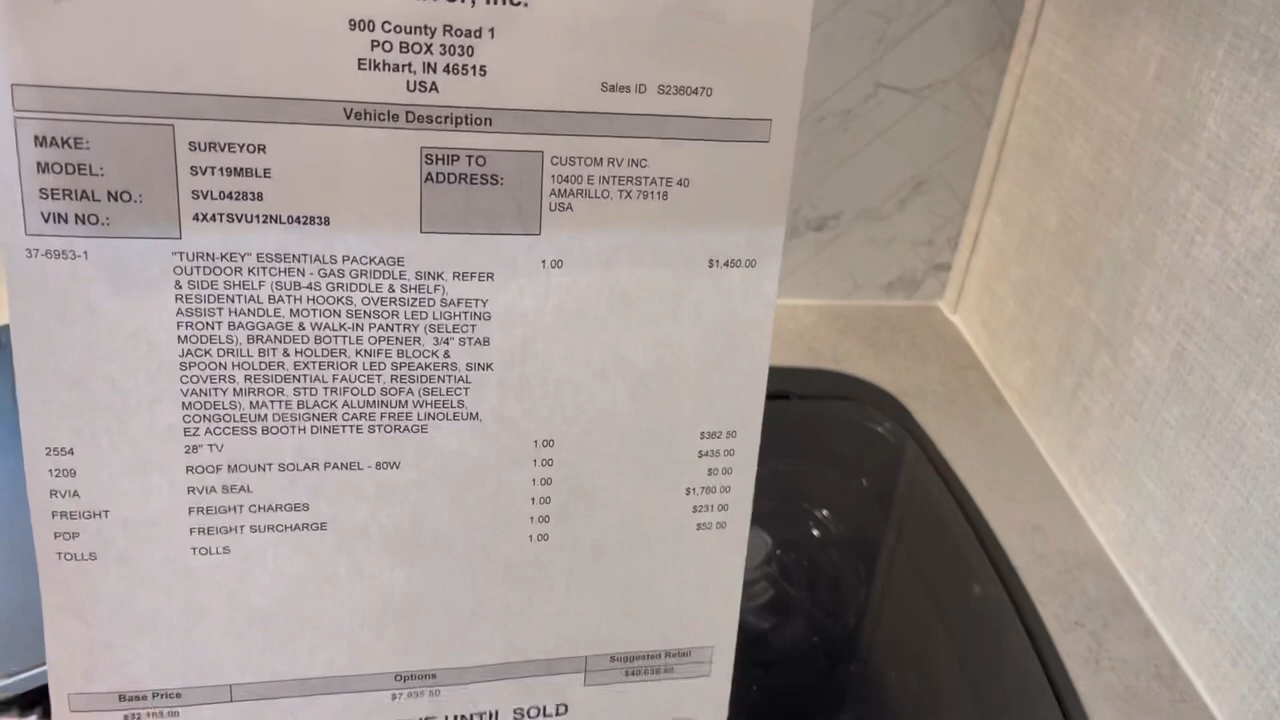 Inc.
900 County Road 1
PO BOX 3030
Elkhart, IN 46515
USA
Sales ID S2360470
Vehicle Description
MAKE: SURVEYOR
MODEL: SVT19MBLE
SERIAL NO.: SVL042838
VIN NO.: 4X4TSVU12NL042838
SHIP TO ADDRESS:
CUSTOM RV INC.
10400 E INTERSTATE 40
AMARILLO, TX 79118
USA
37-6953-1 "TURN-KEY" ESSENTIALS PACKAGE 1.00 $1,450.00
OUTDOOR KITCHEN - GAS GRIDDLE, SINK, REFER
& SIDE SHELF (SUB-4S GRIDDLE & SHELF),
RESIDENTIAL BATH HOOKS, OVERSIZED SAFETY
ASSIST HANDLE, MOTION SENSOR LED LIGHTING
FRONT BAGGAGE & WALK-IN PANTRY (SELECT
MODELS), BRANDED BOTTLE OPENER, 3/4" STAB
JACK DRILL BIT & HOLDER, KNIFE BLOCK &
SPOON HOLDER, EXTERIOR LED SPEAKERS, SINK
COVERS, RESIDENTIAL FAUCET, RESIDENTIAL
VANITY MIRROR. STD TRIFOLD SOFA (SELECT
MODELS), MATTE BLACK ALUMINUM WHEELS,
CONGOLEUM DESIGNER CARE FREE LINOLEUM,
EZ ACCESS BOOTH DINETTE STORAGE
2554 28" TV 1.00 $362.50
1209 ROOF MOUNT SOLAR PANEL - 80W 1.00 $435.00
RVIA RVIA SEAL 1.00 $0.00
FREIGHT FREIGHT CHARGES 1.00 $1,760.00
POP FREIGHT SURCHARGE 1.00 $231.00
TOLLS TOLLS 1.00 $52.00
Base Price Options Suggested Retail
UNTIL SOLD